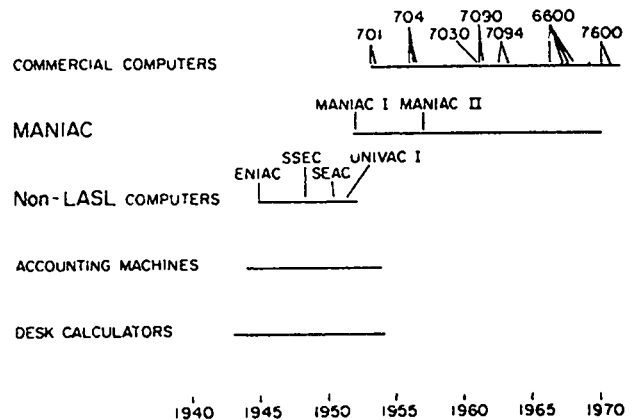 704 7090 6600
701 7030 7094 7600
COMMERCIAL COMPUTERS
MANIAC I MANIAC II
MANIAC
SSEC UNIVAC I
ENIAC SEAC
Non-LASL COMPUTERS
ACCOUNTING MACHINES
DESK CALCULATORS
1940 1945 1950 1955 1960 1965 1970